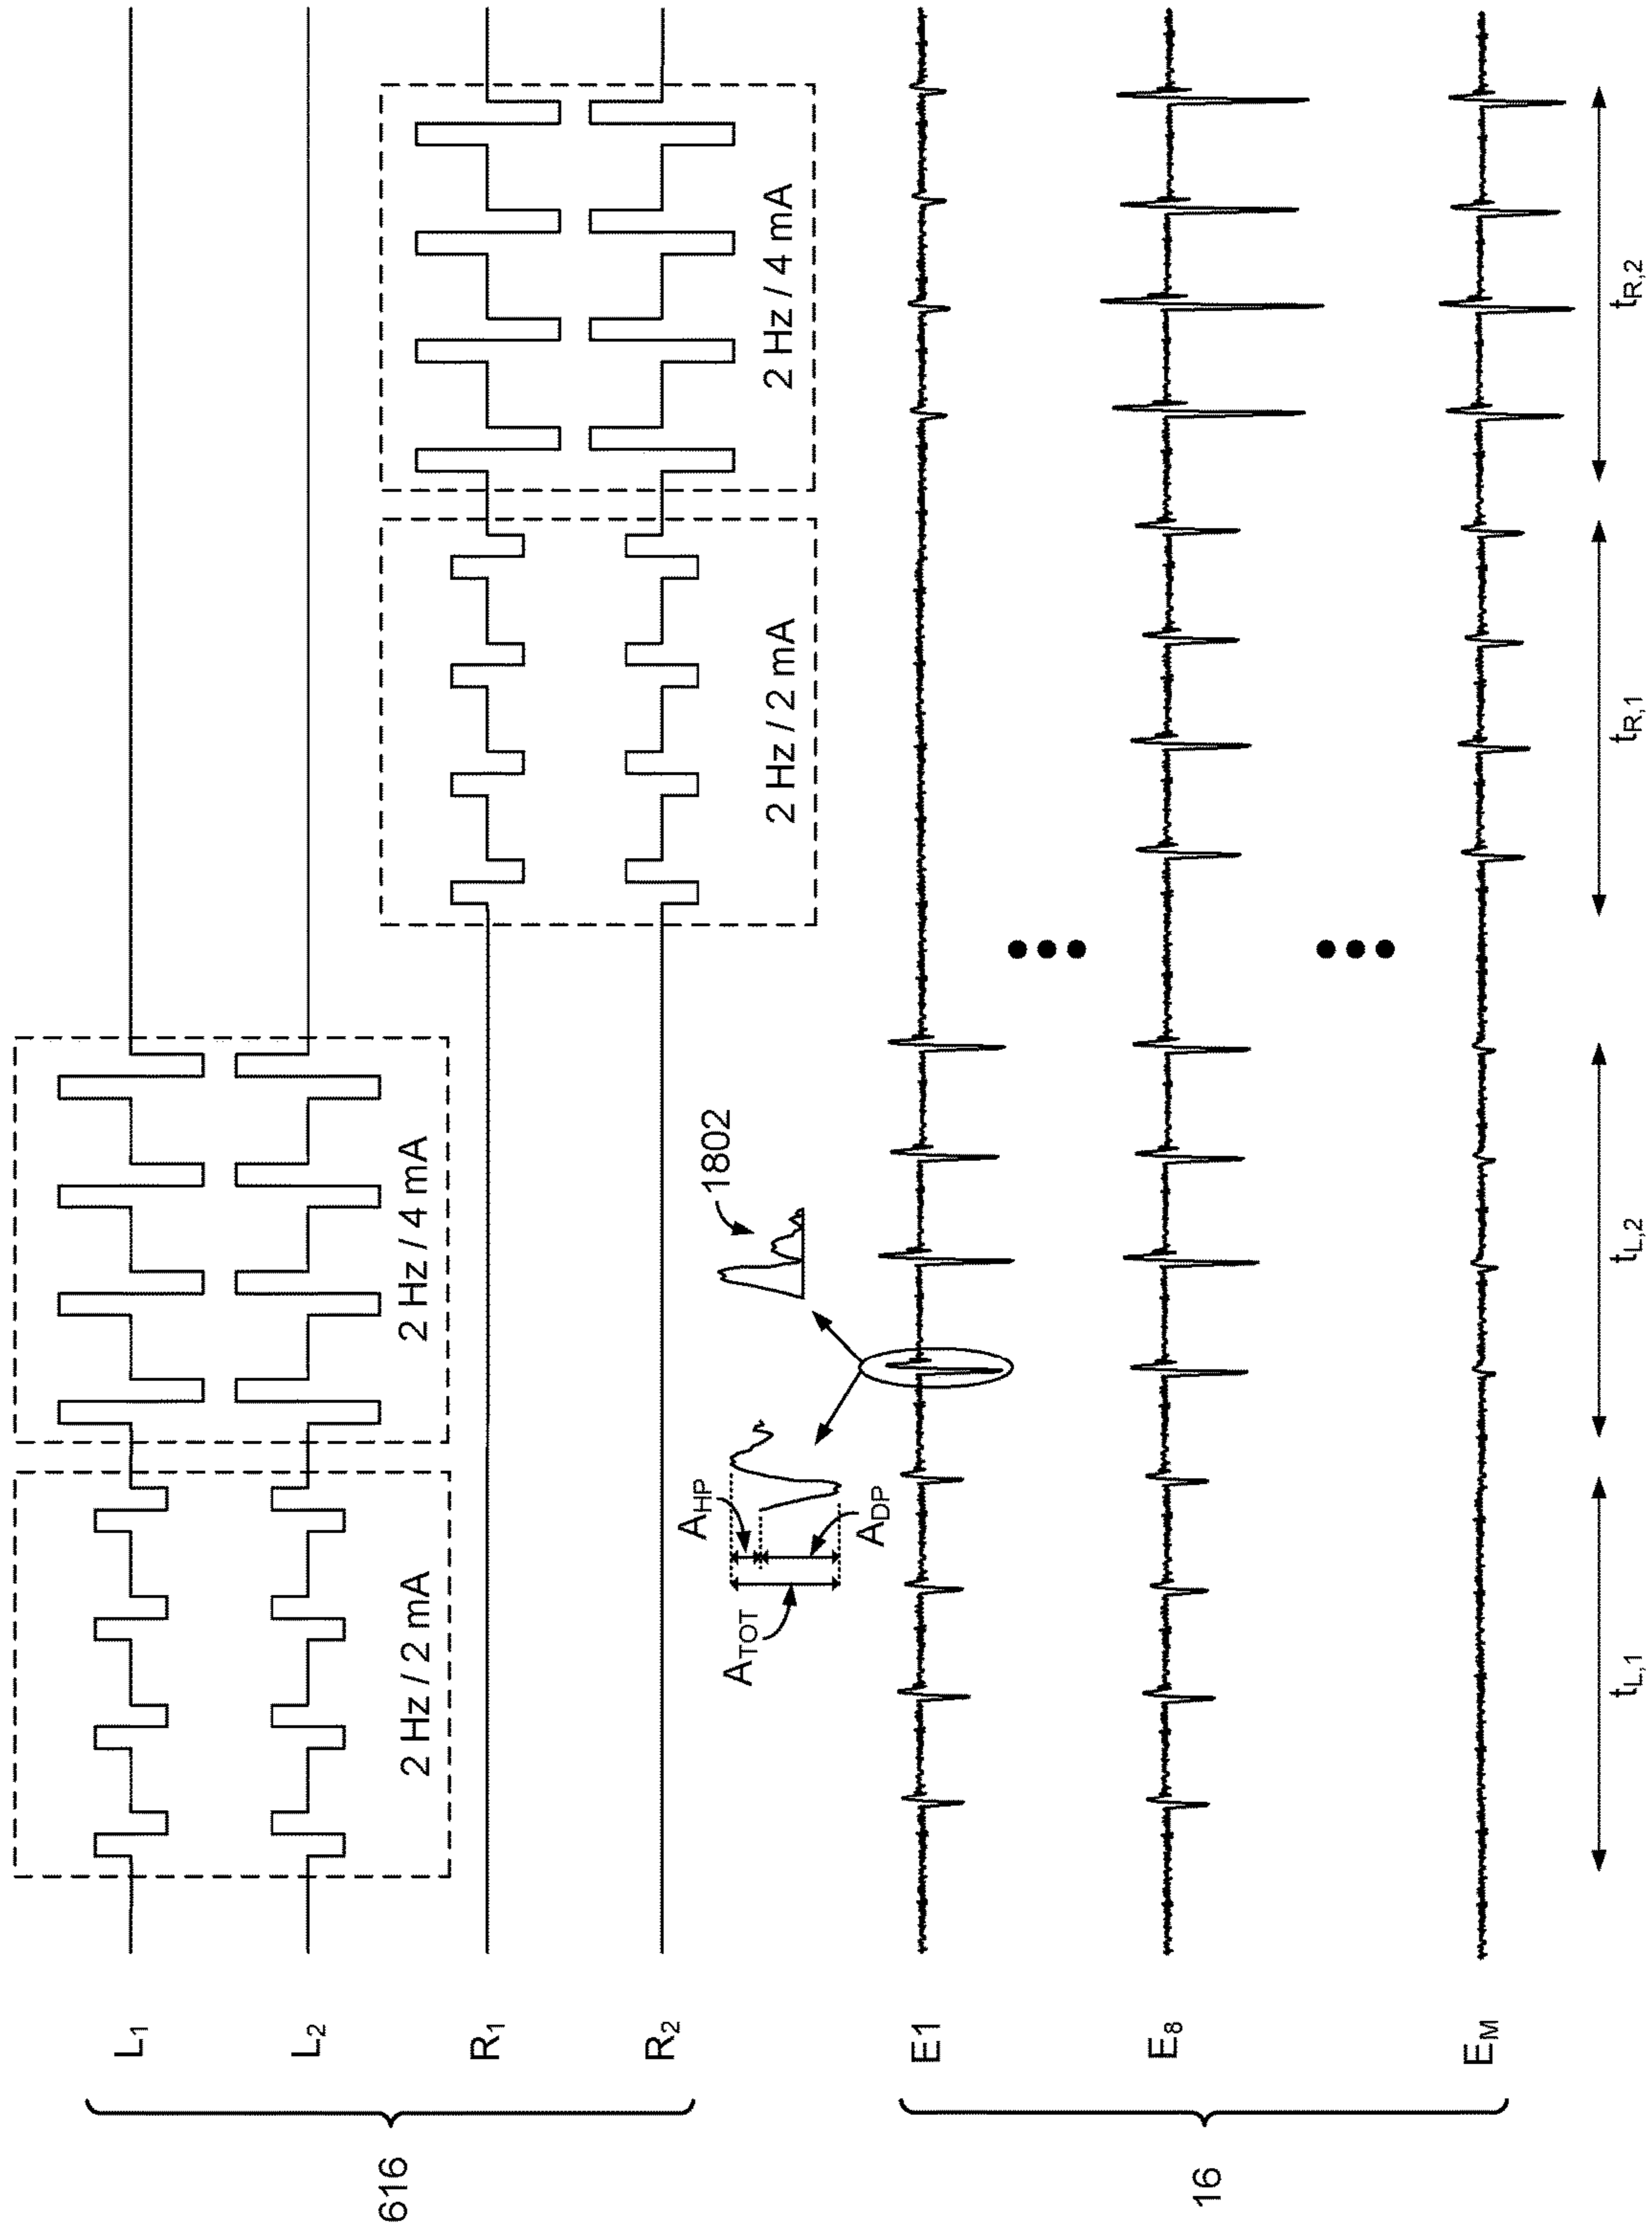 616
L1
L2
R1
R2
2 Hz / 2 mA
2 Hz / 4 mA
2 Hz / 2 mA
2 Hz / 4 mA
ATOT
AHP
ADP
1802
16
E1
E8
EM
tL,1
tL,2
tR,1
tR,2